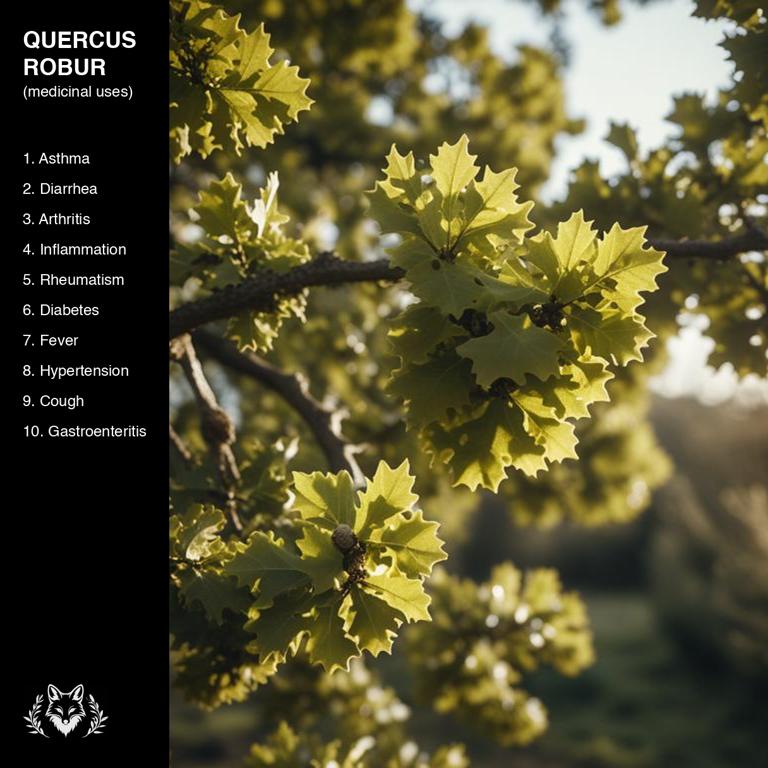 QUERCUS
ROBUR
(medicinal uses)
1. Asthma
2. Diarrhea
3. Arthritis
4. Inflammation
5. Rheumatism
6. Diabetes
7. Fever
8. Hypertension
9. Cough
10. Gastroenteritis